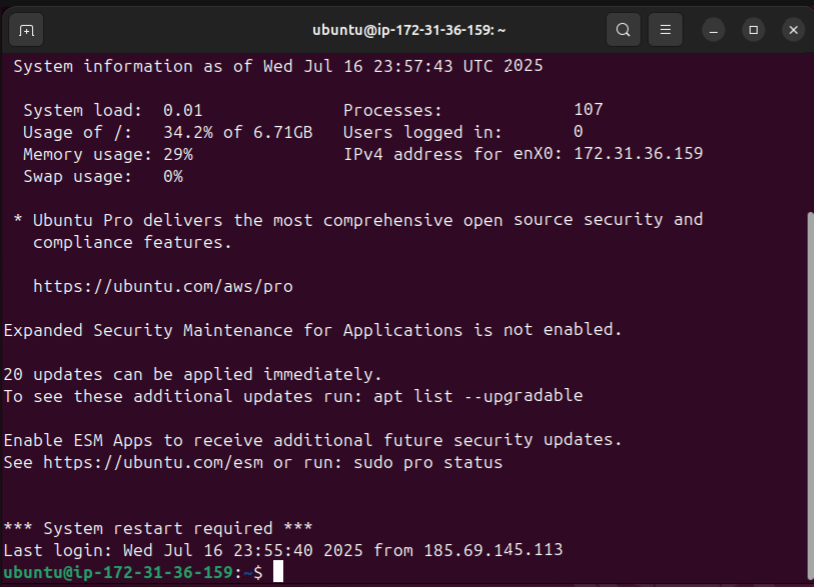 ubuntu@ip-172-31-36-159: ~
System information as of Wed Jul 16 23:57:43 UTC 2025
System load:  0.01                Processes:             107
Usage of /:   34.2% of 6.71GB   Users logged in:       0
Memory usage: 29%               IPv4 address for enX0: 172.31.36.159
Swap usage:   0%
* Ubuntu Pro delivers the most comprehensive open source security and
compliance features.
https://ubuntu.com/aws/pro
Expanded Security Maintenance for Applications is not enabled.
20 updates can be applied immediately.
To see these additional updates run: apt list --upgradable
Enable ESM Apps to receive additional future security updates.
See https://ubuntu.com/esm or run: sudo pro status
*** System restart required ***
Last login: Wed Jul 16 23:55:40 2025 from 185.69.145.113
ubuntu@ip-172-31-36-159:~$